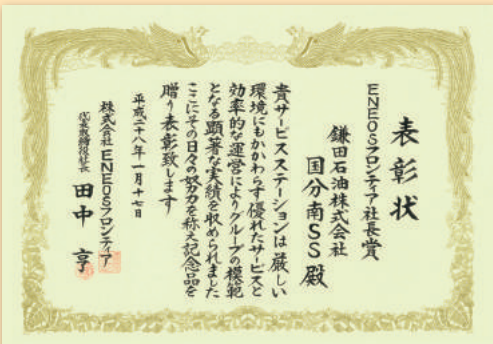 表彰状
ENEOSフロンティア社長賞
鎌田石油株式会社
国分南SS殿
貴サービスステーションは厳しい
環境にもかかわらず優れたサービスと
効率的な運営によりグループの模範
となる顕著な実績を収められました
ここにその日々の努力を称え記念品を
贈り表彰致します
平成二十八年一月十七日
株式会社ENEOSフロンティア
代表取締役社長 田中 亨